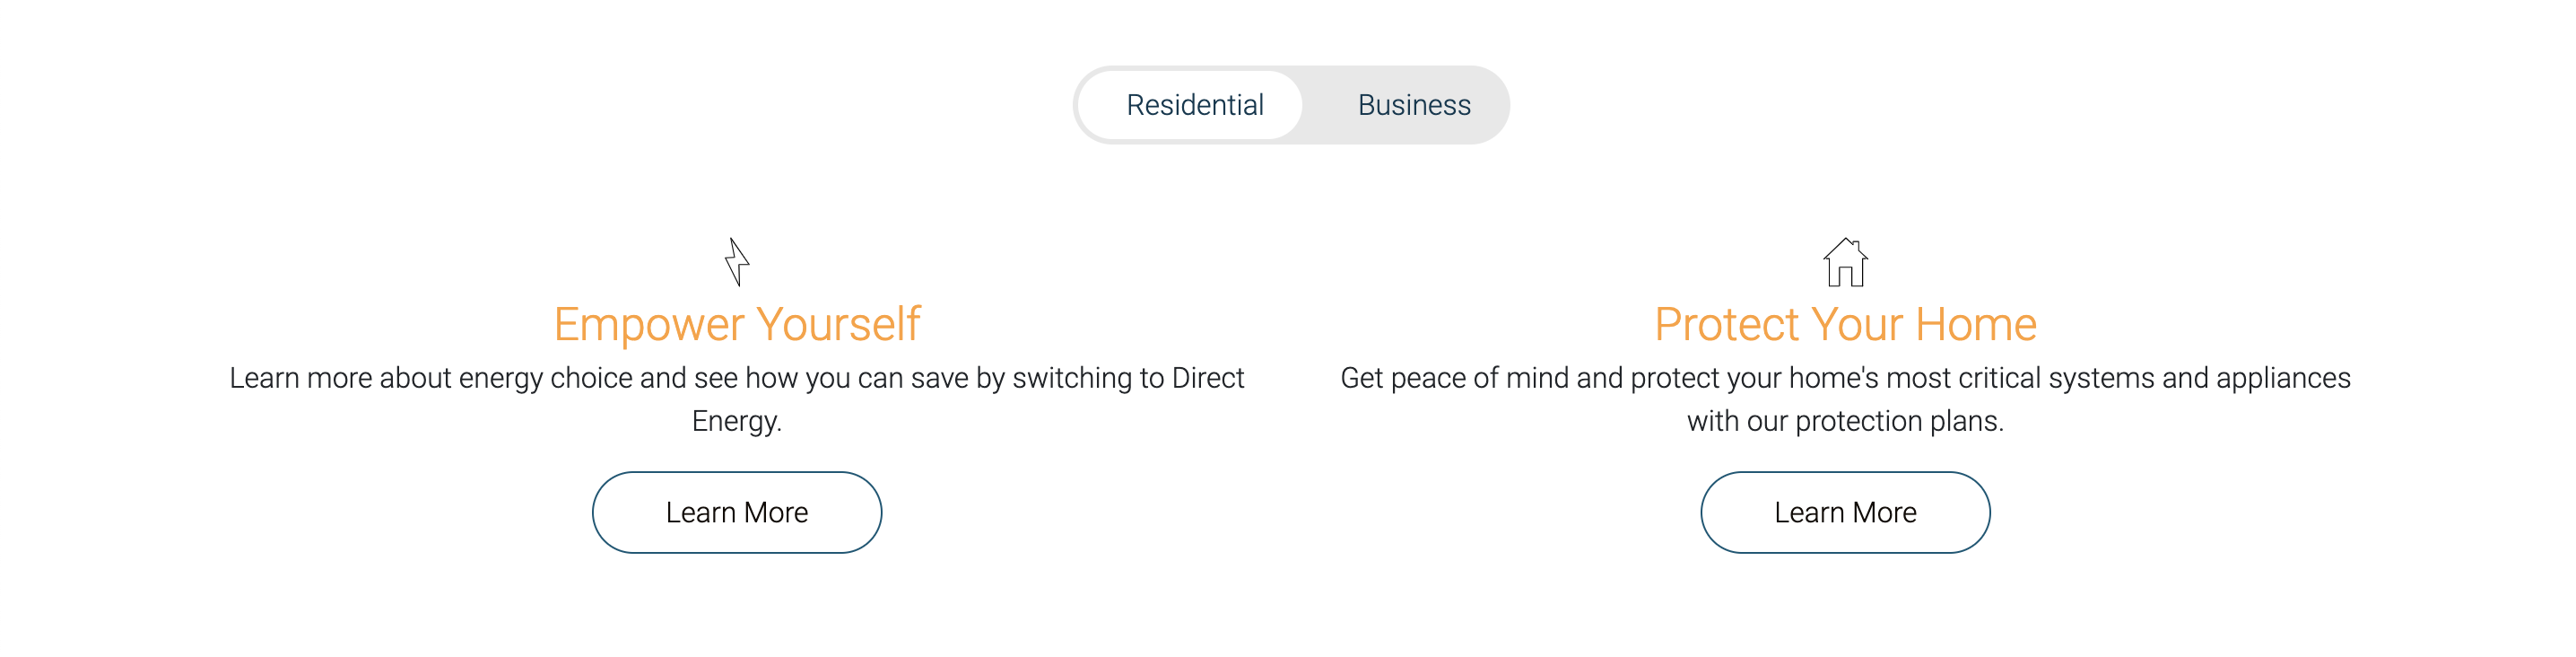 Residential Business
Empower Yourself
Learn more about energy choice and see how you can save by switching to Direct
Energy.
Learn More
Protect Your Home
Get peace of mind and protect your home's most critical systems and appliances
with our protection plans.
Learn More